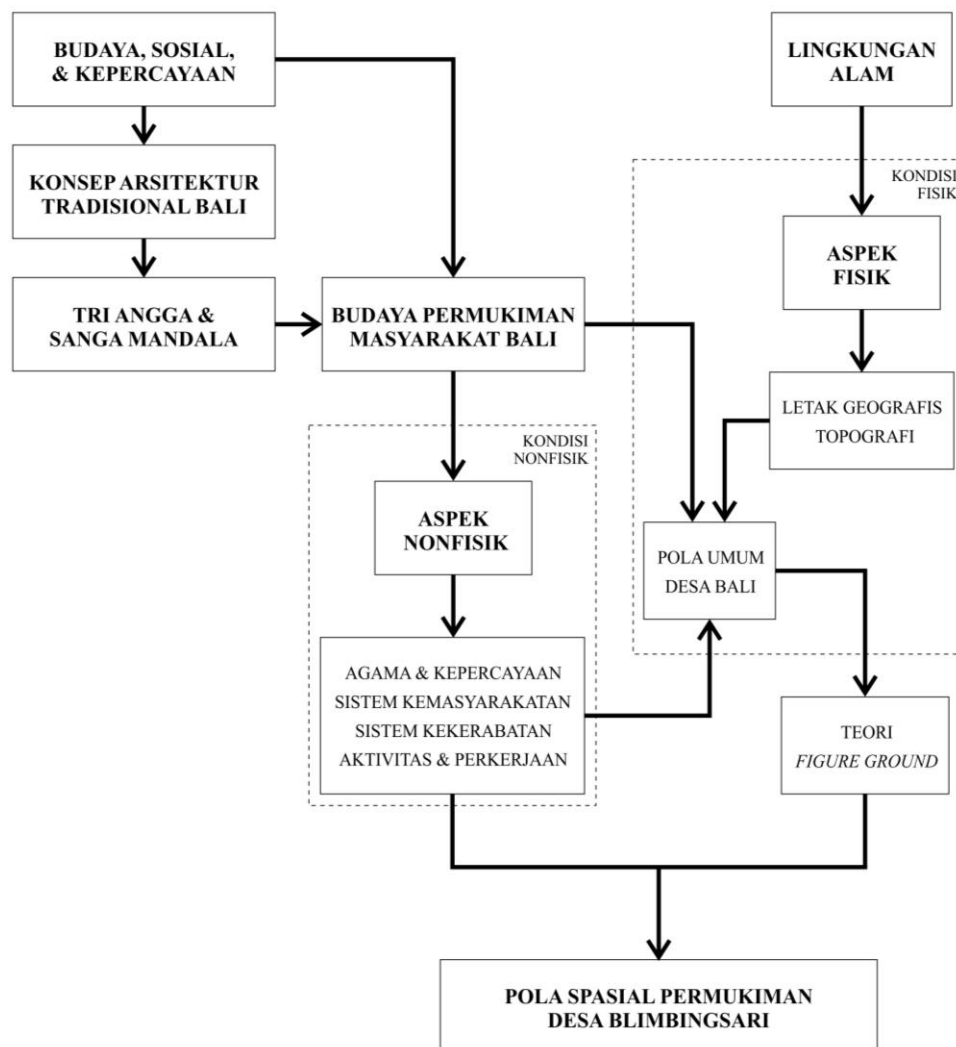 BUDAYA, SOSIAL,
& KEPERCAYAAN
LINGKUNGAN
ALAM
KONSEP ARSITEKTUR
TRADISIONAL BALI
KONDISI
FISIK
ASPEK
FISIK
TRI ANGGA &
SANGA MANDALA
BUDAYA PERMUKIMAN
MASYARAKAT BALI
LETAK GEOGRAFIS
TOPOGRAFI
KONDISI
NONFISIK
ASPEK
NONFISIK
POLA UMUM
DESA BALI
AGAMA & KEPERCAYAAN
SISTEM KEMASYARAKATAN
SISTEM KEKERABATAN
AKTIVITAS & PERKERJAAN
TEORI
FIGURE GROUND
POLA SPASIAL PERMUKIMAN
DESA BLIMBINGSARI